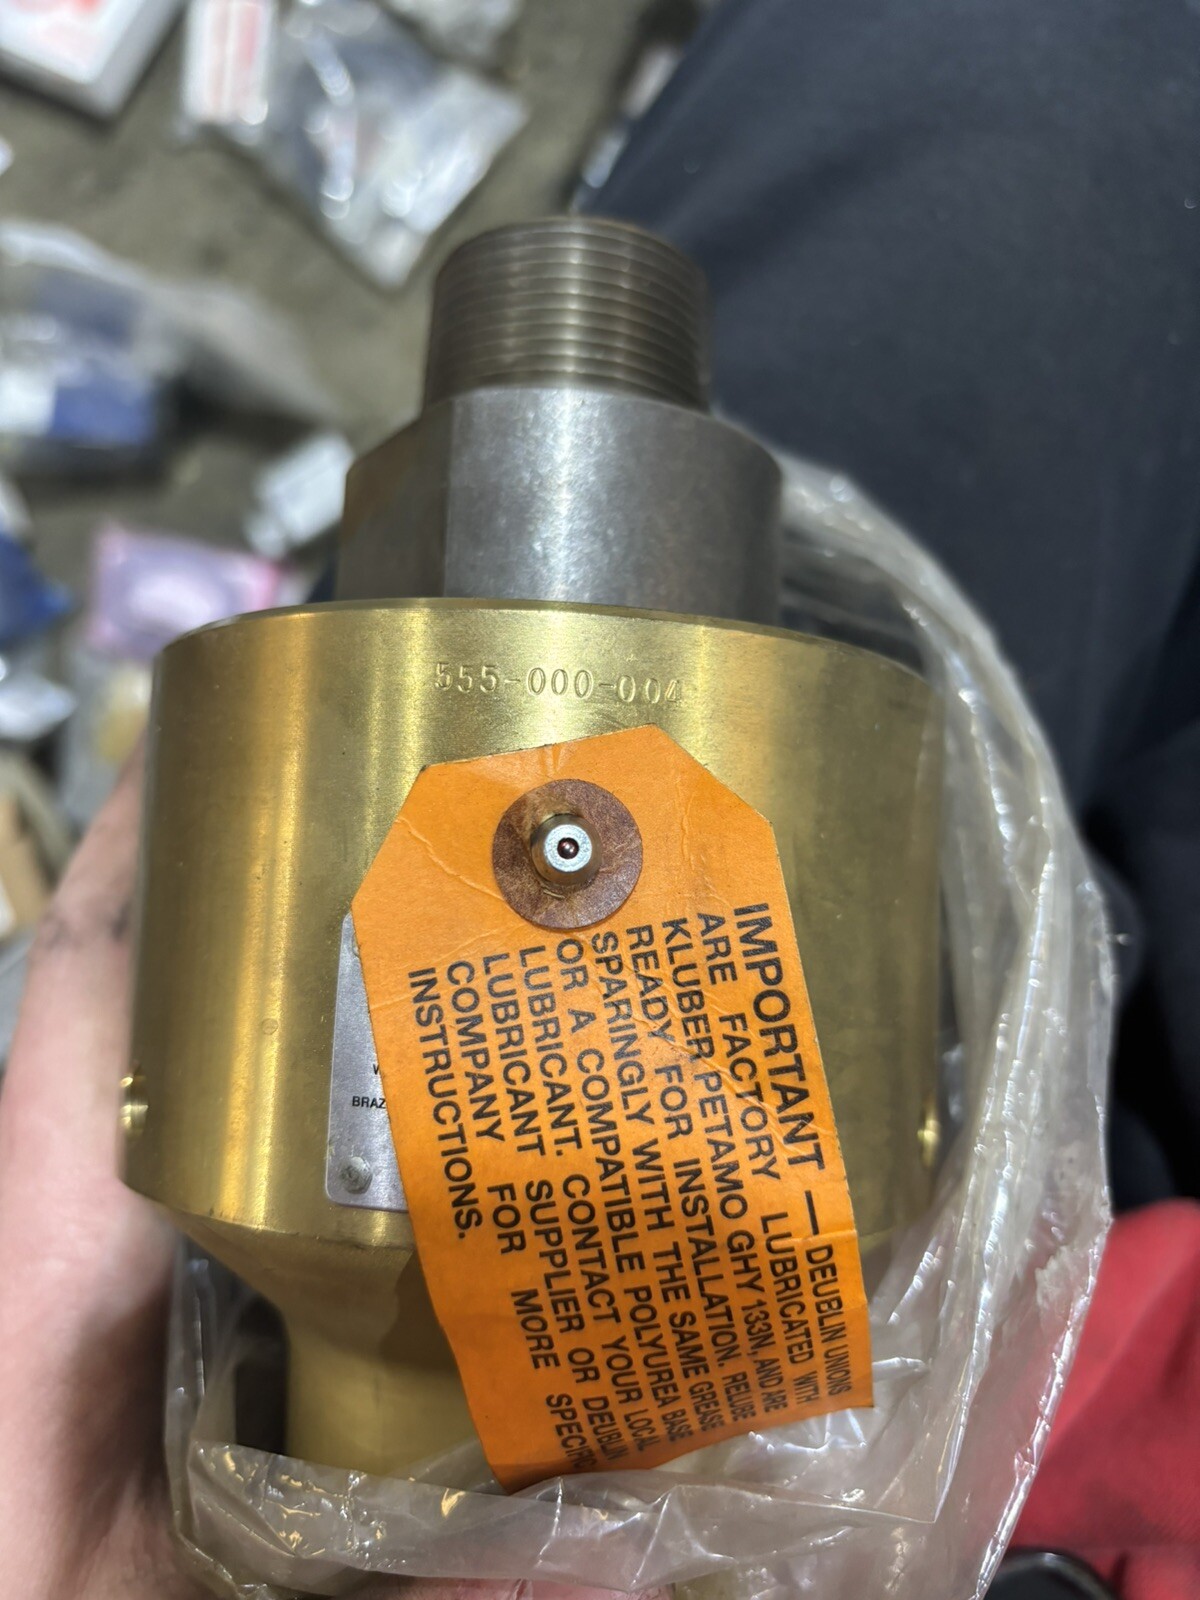 555-000-004
IMPORTANT — DEUBLIN UNIONS
ARE FACTORY LUBRICATED WITH
KLUBER PETAMO GHY 133N, AND ARE
READY FOR INSTALLATION. RELUBE
SPARINGLY WITH THE SAME GREASE
OR A COMPATIBLE POLYUREA BASE
LUBRICANT. CONTACT YOUR LOCAL
LUBRICANT SUPPLIER OR DEUBLIN
COMPANY FOR MORE SPECIFIC
INSTRUCTIONS.
BRAZ